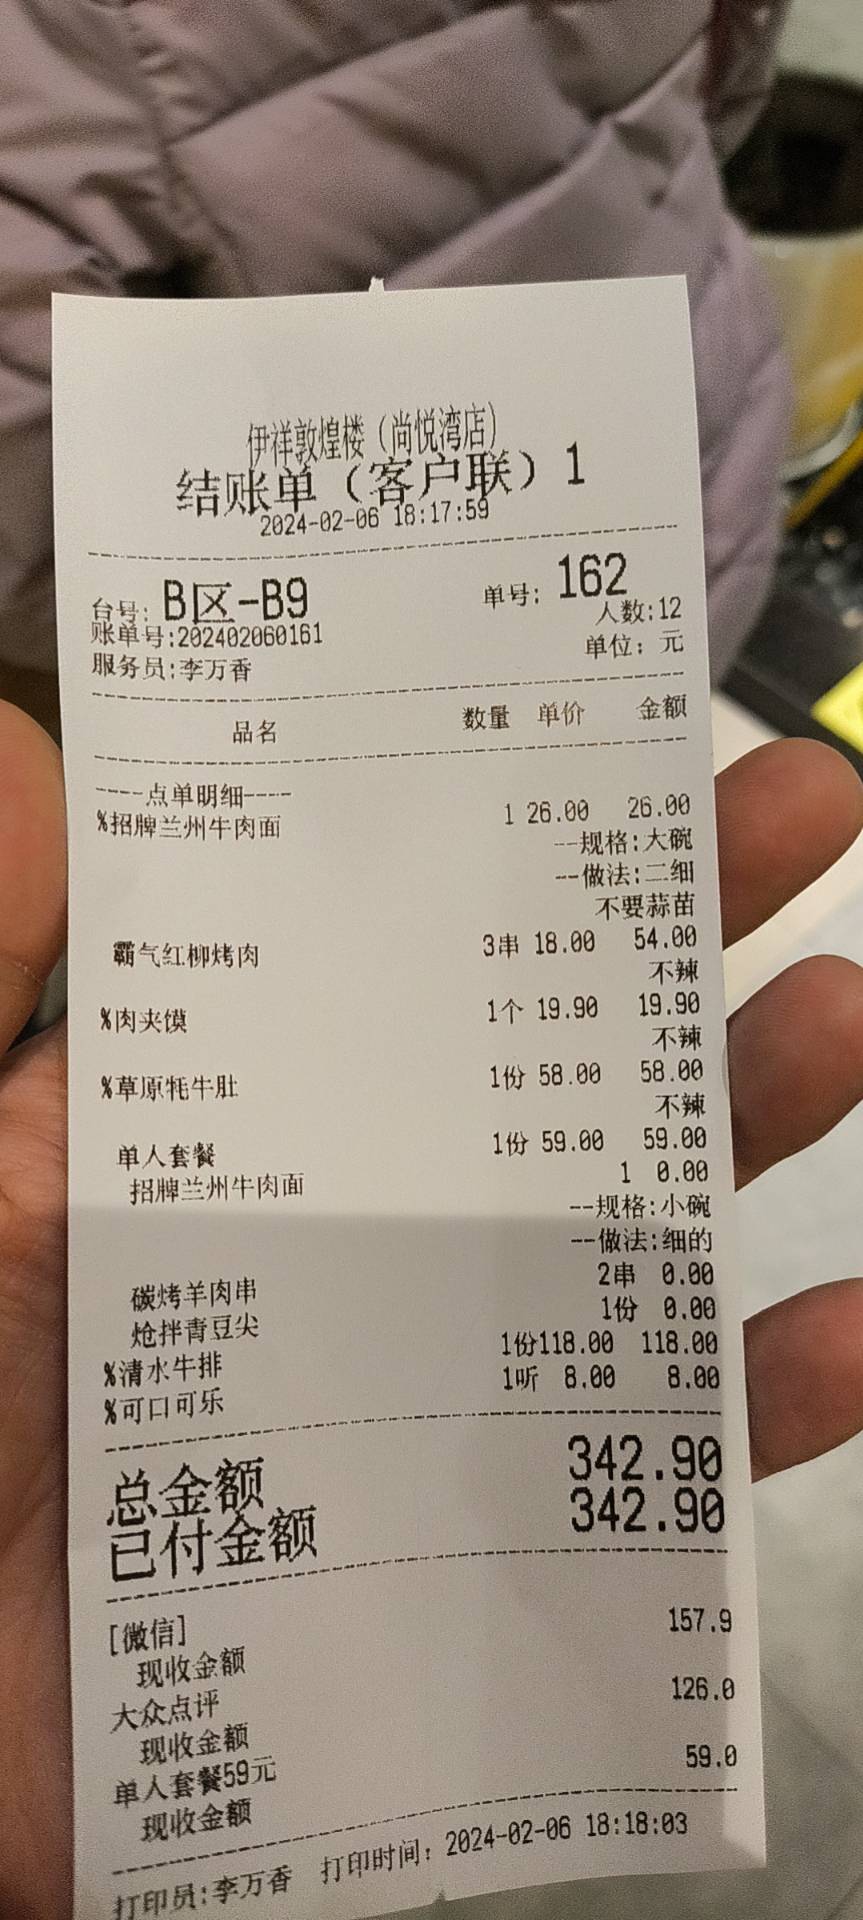 伊祥敦煌楼（尚悦湾店）
结账单（客户联）1
2024-02-06 18:17:59
台号: B区-B9 单号: 162
人数:12
账单号:202402060161
单位: 元
服务员:李万香
品名 数量 单价 金额
----点单明细----
%招牌兰州牛肉面 1 26.00 26.00
--规格:大碗
--做法:二细
不要蒜苗
霸气红柳烤肉 3串 18.00 54.00
不辣
%肉夹馍 1个 19.90 19.90
不辣
%草原牦牛肚 1份 58.00 58.00
不辣
单人套餐 1份 59.00 59.00
招牌兰州牛肉面 1 0.00
--规格:小碗
--做法:细的
碳烤羊肉串 2串 0.00
炝拌青豆尖 1份 0.00
%清水牛排 1份118.00 118.00
%可口可乐 1听 8.00 8.00
总金额 342.90
已付金额 342.90
[微信]
现收金额 157.9
大众点评
现收金额 126.0
单人套餐59元
现收金额 59.0
打印员:李万香 打印时间: 2024-02-06 18:18:03